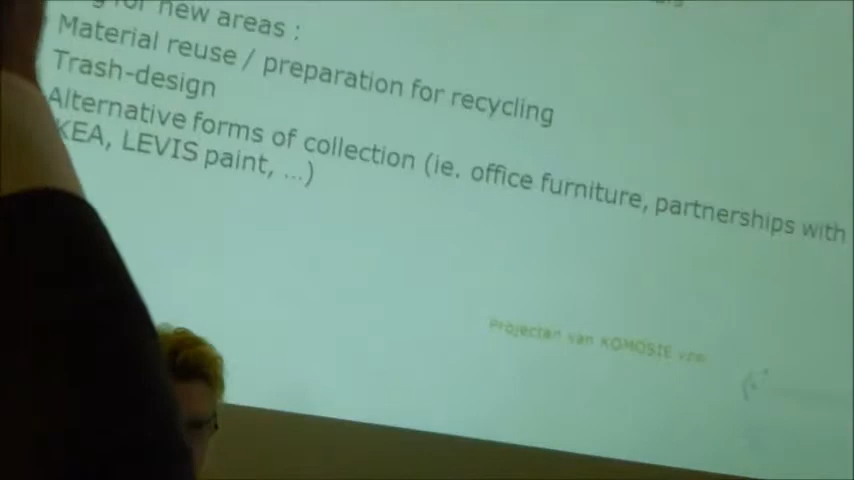 for new areas :
Material reuse / preparation for recycling
Trash-design
Alternative forms of collection (ie. office furniture, partnerships with
KEA, LEVIS paint, ...)
Projecten van KOMOSIE vzw